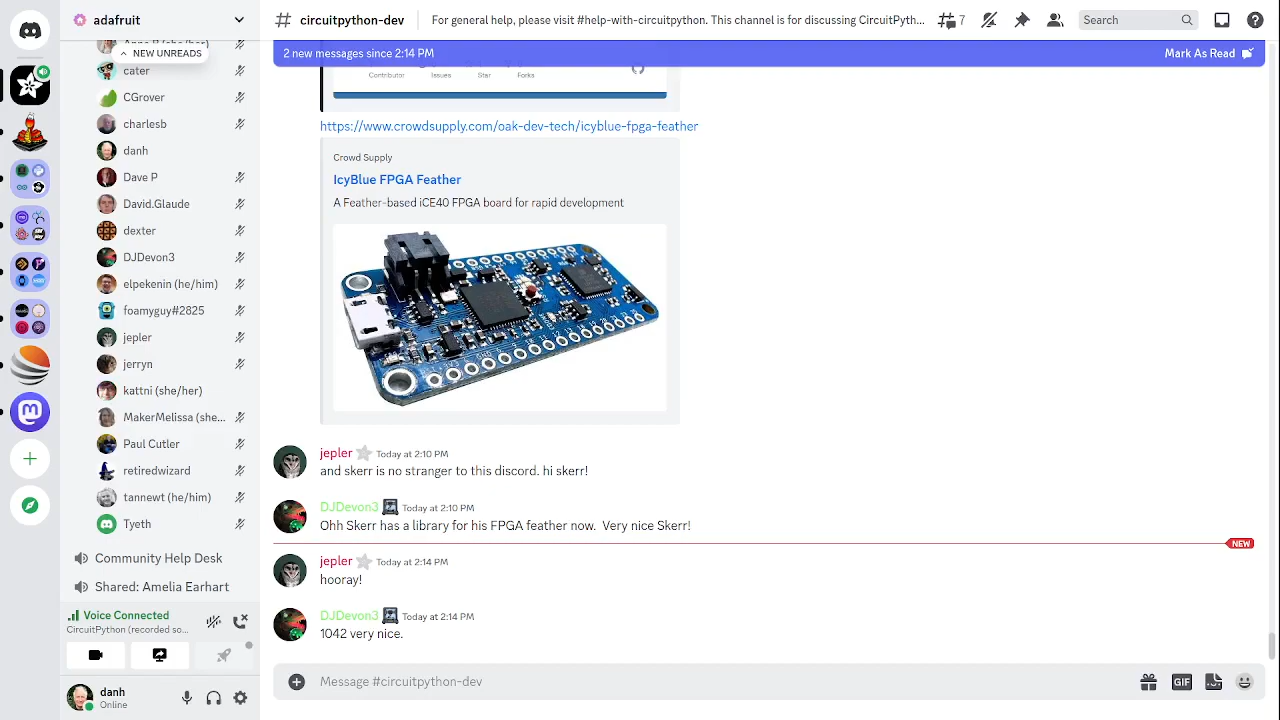 adafruit
# circuitpython-dev
For general help, please visit #help-with-circuitpython. This channel is for discussing CircuitPyth...
7
Search
NEW UNREADS
cater
CGrover
charlesb
danh
Dave P
David.Glaude
dexter
DJDevon3
elpekenin (he/him)
foamyguy#2825
jepler
jerryn
kattni (she/her)
MakerMelissa (she...
Paul Cutler
retiredwizard
tannewt (he/him)
Tyeth
Community Help Desk
Shared: Amelia Earhart
Voice Connected
CircuitPython (recorded so...
danh
Online
2 new messages since 2:14 PM
Mark As Read
Contributor
Issues
Star
Forks
https://www.crowdsupply.com/oak-dev-tech/icyblue-fpga-feather
Crowd Supply
IcyBlue FPGA Feather
A Feather-based iCE40 FPGA board for rapid development
jepler Today at 2:10 PM
and skerr is no stranger to this discord. hi skerr!
DJDevon3 Today at 2:10 PM
Ohh Skerr has a library for his FPGA feather now. Very nice Skerr!
NEW
jepler Today at 2:14 PM
hooray!
DJDevon3 Today at 2:14 PM
1042 very nice.
Message #circuitpython-dev
GIF